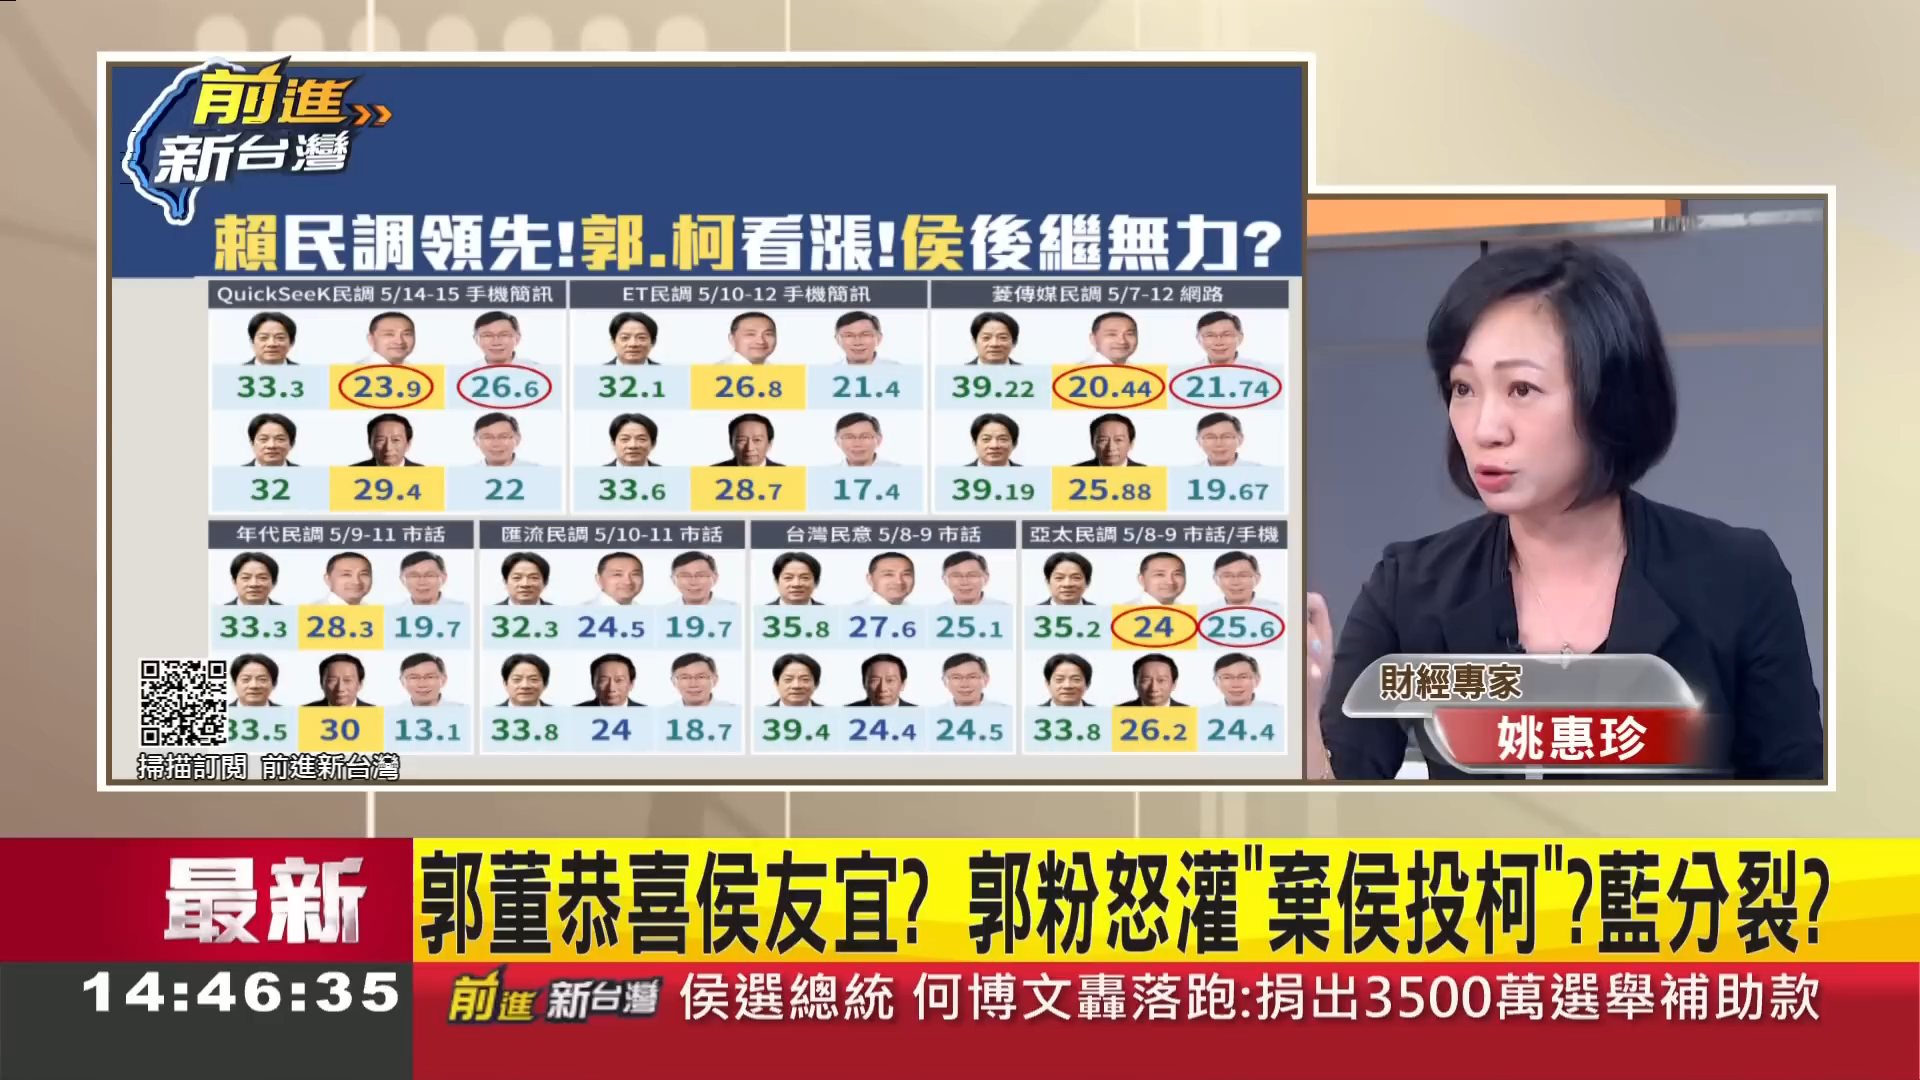 前進
新台灣
賴民調領先!郭.柯看漲!侯後繼無力?
QuickSeeK民調 5/14-15 手機簡訊
33.3 23.9 26.6
32 29.4 22
ET民調 5/10-12 手機簡訊
32.1 26.8 21.4
33.6 28.7 17.4
菱傳媒民調 5/7-12 網路
39.22 20.44 21.74
39.19 25.88 19.67
年代民調 5/9-11 市話
33.3 28.3 19.7
33.5 30 13.1
匯流民調 5/10-11 市話
32.3 24.5 19.7
33.8 24 18.7
台灣民意 5/8-9 市話
35.8 27.6 25.1
39.4 24.4 24.5
亞太民調 5/8-9 市話/手機
35.2 24 25.6
33.8 26.2 24.4
掃描訂閱 前進新台灣
財經專家
姚惠珍
最新
郭董恭喜侯友宜? 郭粉怒灌"棄侯投柯"?藍分裂?
14:46:35
前進新台灣 侯選總統 何博文轟落跑:捐出3500萬選舉補助款